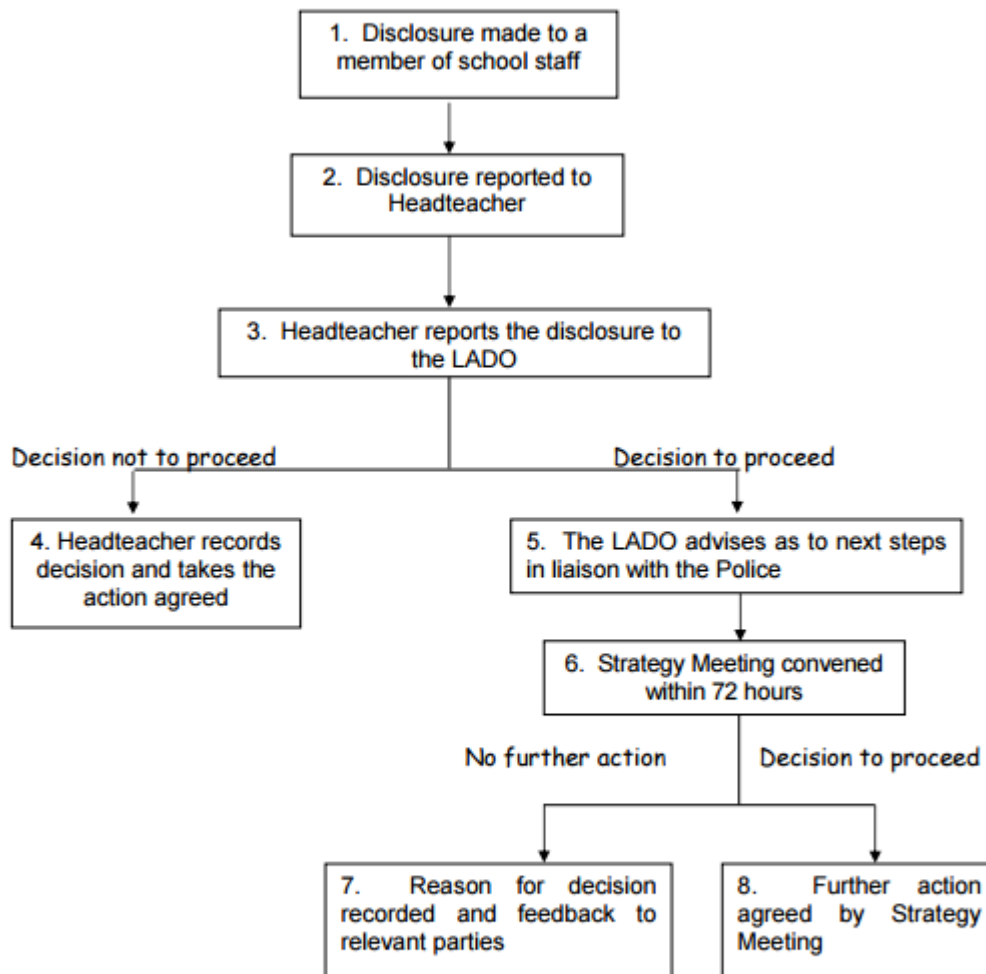 1. Disclosure made to a
member of school staff
2. Disclosure reported to
Headteacher
3. Headteacher reports the disclosure to
the LADO
Decision not to proceed
Decision to proceed
4. Headteacher records
decision and takes the
action agreed
5. The LADO advises as to next steps
in liaison with the Police
6. Strategy Meeting convened
within 72 hours
No further action
Decision to proceed
7. Reason for decision
recorded and feedback to
relevant parties
8. Further action
agreed by Strategy
Meeting